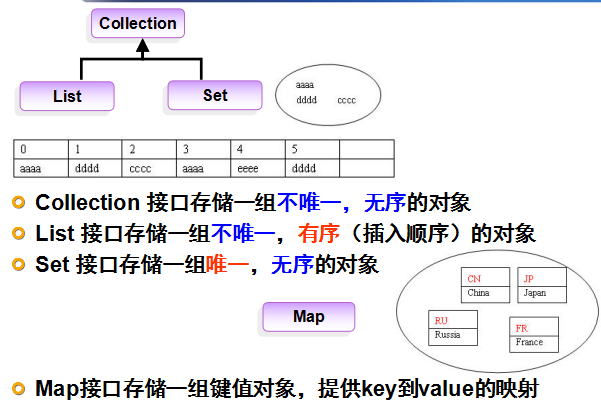 Collection
List
Set
aaaa
dddd cccc
0 1 2 3 4 5
aaaa dddd cccc aaaa eeee dddd
Collection 接口存储一组不唯一，无序的对象
List 接口存储一组不唯一，有序（插入顺序）的对象
Set 接口存储一组唯一，无序的对象
Map
CN
China
JP
Japan
RU
Russia
FR
France
Map接口存储一组键值对象，提供key到value的映射